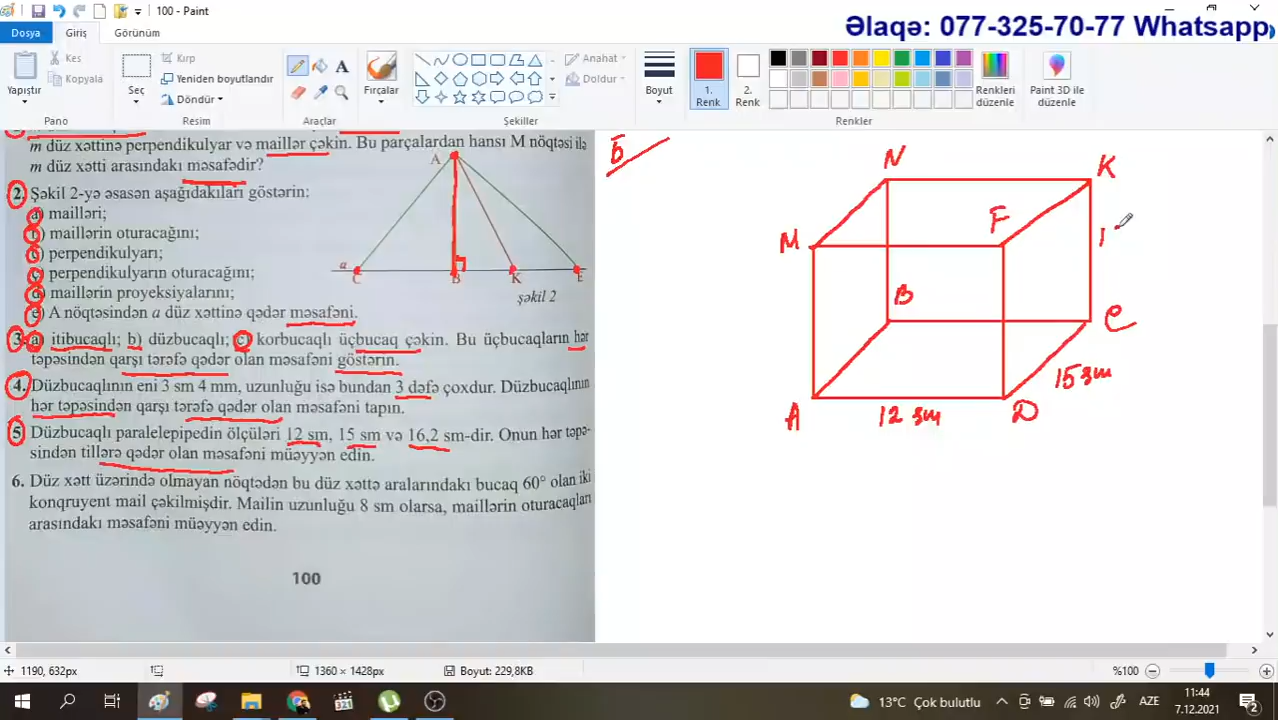 100 - Paint
Əlaqə: 077-325-70-77 Whatsapp
Dosya Giriş Görünüm
Yapıştır
Kes
Kopyala
Pano
Seç
Kırp
Yeniden boyutlandır
Döndür
Resim
A
Araçlar
Fırçalar
Anahat
Doldur
Şekiller
Boyut
1. Renk
2. Renk
Renkleri düzenle
Paint 3D ile düzenle
Renkler
m düz xəttinə perpendikulyar və maillər çəkin. Bu parçalardan hansı M nöqtəsi ilə
m düz xətti arasındakı məsafədir?
2. Şəkil 2-yə əsasən aşağıdakıları göstərin:
a) mailləri;
b) maillərin oturacağını;
c) perpendikulyarı;
ç) perpendikulyarın oturacağını;
d) maillərin proyeksiyalarını;
e) A nöqtəsindən a düz xəttinə qədər məsafəni.
A
a
C B K E
şəkil 2
3. a) itibucaqlı; b) düzbucaqlı; c) korbucaqlı üçbucaq çəkin. Bu üçbucaqların hər
təpəsindən qarşı tərəfə qədər olan məsafəni göstərin.
4. Düzbucaqlının eni 3 sm 4 mm, uzunluğu isə bundan 3 dəfə çoxdur. Düzbucaqlının
hər təpəsindən qarşı tərəfə qədər olan məsafəni tapın.
5 Düzbucaqlı paralelepipedin ölçüləri 12 sm, 15 sm və 16,2 sm-dir. Onun hər təpə-
sindən tillərə qədər olan məsafəni müəyyən edin.
6. Düz xətt üzərində olmayan nöqtədən bu düz xəttə aralarındakı bucaq 60° olan iki
konqruyent mail çəkilmişdir. Mailin uzunluğu 8 sm olarsa, maillərin oturacaqları
arasındakı məsafəni müəyyən edin.
100
5
N K
M F
1
B C
15 sm
A 12 sm D
1190, 632px
1360 × 1428px
Boyut: 229,8KB
%100
13°C Çok bulutlu
AZE
11:44
7.12.2021
2